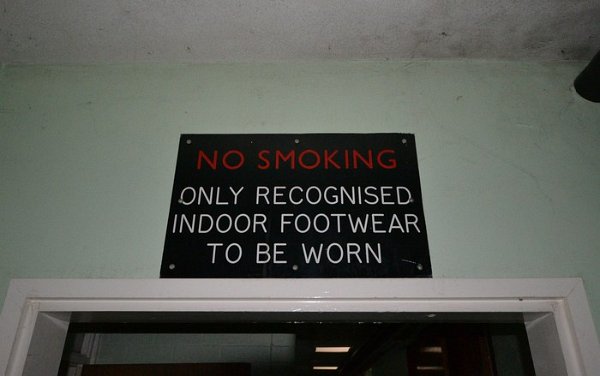 NO SMOKING
ONLY RECOGNISED
INDOOR FOOTWEAR
TO BE WORN